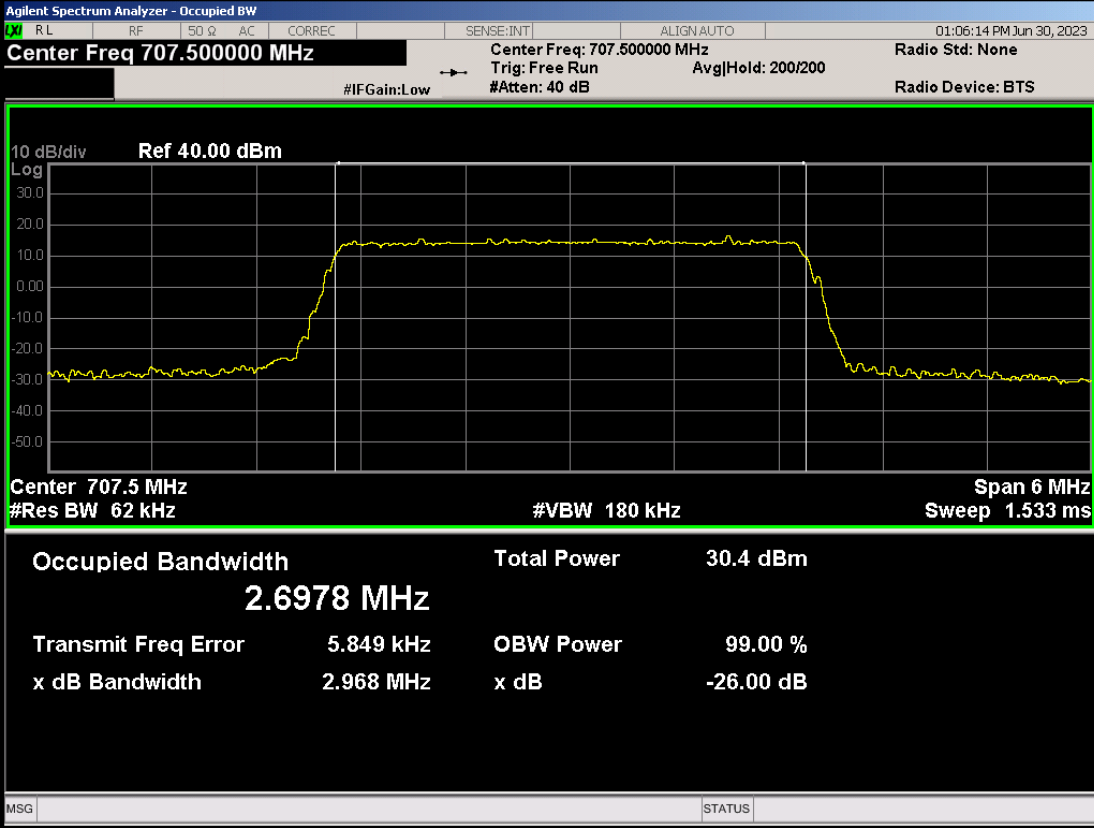 Agilent Spectrum Analyzer - Occupied BW
LXI RL RF 50 Ω AC CORREC SENSE:INT ALIGN AUTO 01:06:14 PM Jun 30, 2023
Center Freq 707.500000 MHz
Center Freq: 707.500000 MHz Radio Std: None
Trig: Free Run Avg|Hold: 200/200
#IFGain:Low #Atten: 40 dB Radio Device: BTS
10 dB/div Ref 40.00 dBm
Log
30.0
20.0
10.0
0.00
-10.0
-20.0
-30.0
-40.0
-50.0
Center 707.5 MHz Span 6 MHz
#Res BW 62 kHz #VBW 180 kHz Sweep 1.533 ms
Occupied Bandwidth Total Power 30.4 dBm
2.6978 MHz
Transmit Freq Error 5.849 kHz OBW Power 99.00 %
x dB Bandwidth 2.968 MHz x dB -26.00 dB
MSG STATUS